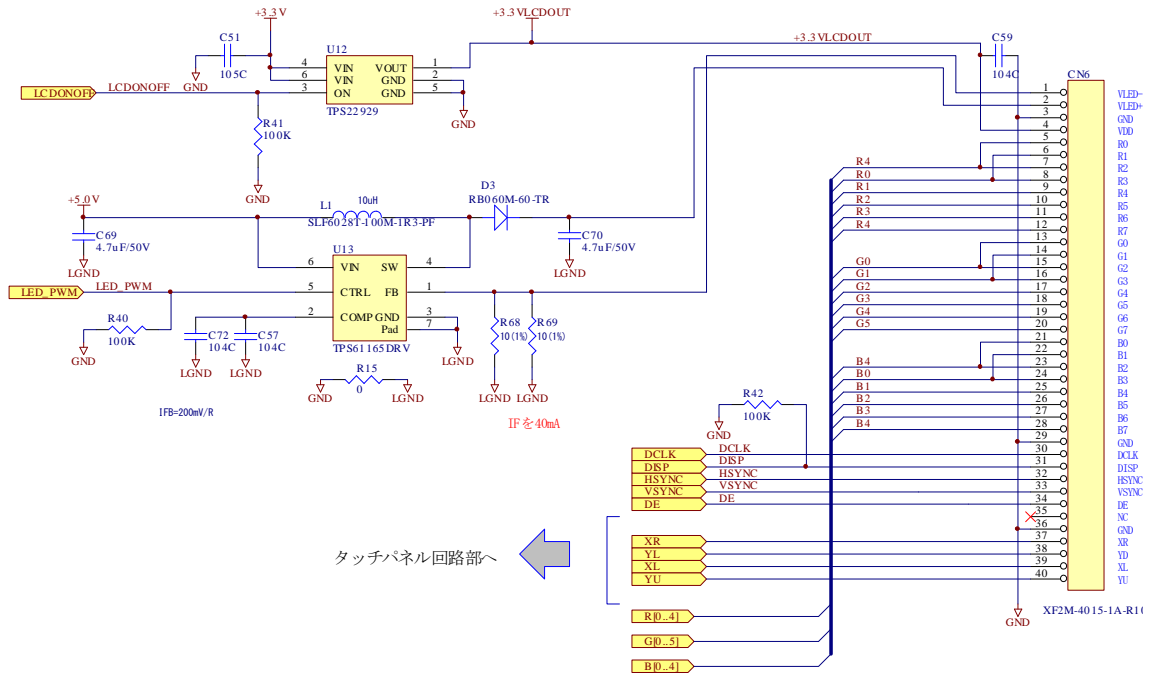 +3.3V
+3.3VLCDOUT
+3.3VLCDOUT
C51
105C
GND
U12
4 VIN VOUT 1
6 VIN GND 2
3 ON GND 5
TPS22929
GND
LCDONOFF
LCDONOFF
R41
100K
GND
C59
104C
CN6
1 VLED-
2 VLED+
3 GND
4 VDD
5 R0
6 R1
7 R2
8 R3
9 R4
10 R5
11 R6
12 R7
13 G0
14 G1
15 G2
16 G3
17 G4
18 G5
19 G6
20 G7
21 B0
22 B1
23 B2
24 B3
25 B4
26 B5
27 B6
28 B7
29 GND
30 DCLK
31 DISP
32 HSYNC
33 VSYNC
34 DE
35 NC
36 GND
37 XR
38 YD
39 XL
40 YU
XF2M-4015-1A-R1
GND
R4
R0
R1
R2
R3
R4
G0
G1
G2
G3
G4
G5
B4
B0
B1
B2
B3
B4
+5.0V
C69
4.7uF/50V
LGND
L1
10uH
SLF6028T-100M-1R3-PF
D3
RB060M-60-TR
C70
4.7uF/50V
LGND
U13
6 VIN SW 4
5 CTRL FB 1
2 COMP GND 3
Pad 7
TPS61165DRV
LGND
LED_PWM
LED_PWM
R40
100K
GND
C72
104C
LGND
C57
104C
LGND
R68
10(1%)
LGND
R69
10(1%)
LGND
R15
0
GND
LGND
IFB=200mV/R
IFを40mA
R42
100K
GND
DCLK DCLK
DISP DISP
HSYNC HSYNC
VSYNC VSYNC
DE DE
タッチパネル回路部へ
XR
YL
XL
YU
R[0..4]
G[0..5]
B[0..4]